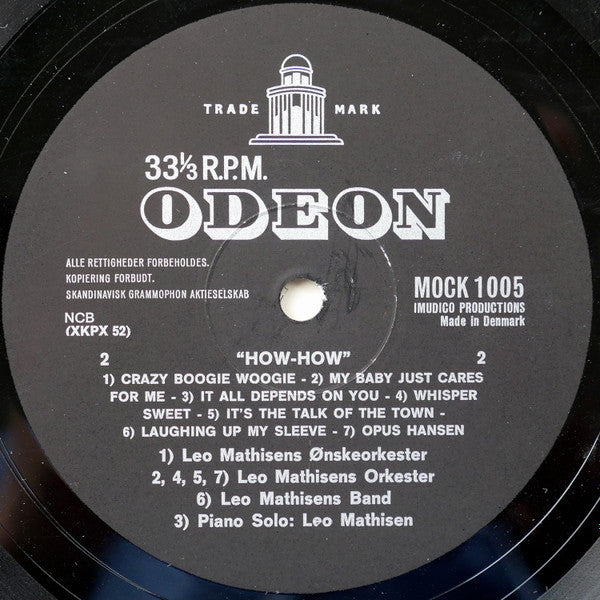 TRADE MARK
33⅓ R.P.M.
ODEON
ALLE RETTIGHEDER FORBEHOLDES.
KOPIERING FORBUDT.
SKANDINAVISK GRAMMOPHON AKTIESELSKAB
NCB
(XKPX 52)
MOCK 1005
IMUDICO PRODUCTIONS
Made in Denmark
2 "HOW-HOW" 2
1) CRAZY BOOGIE WOOGIE - 2) MY BABY JUST CARES
FOR ME - 3) IT ALL DEPENDS ON YOU - 4) WHISPER
SWEET - 5) IT'S THE TALK OF THE TOWN -
6) LAUGHING UP MY SLEEVE - 7) OPUS HANSEN
1) Leo Mathisens Ønskeorkester
2, 4, 5, 7) Leo Mathisens Orkester
6) Leo Mathisens Band
3) Piano Solo: Leo Mathisen